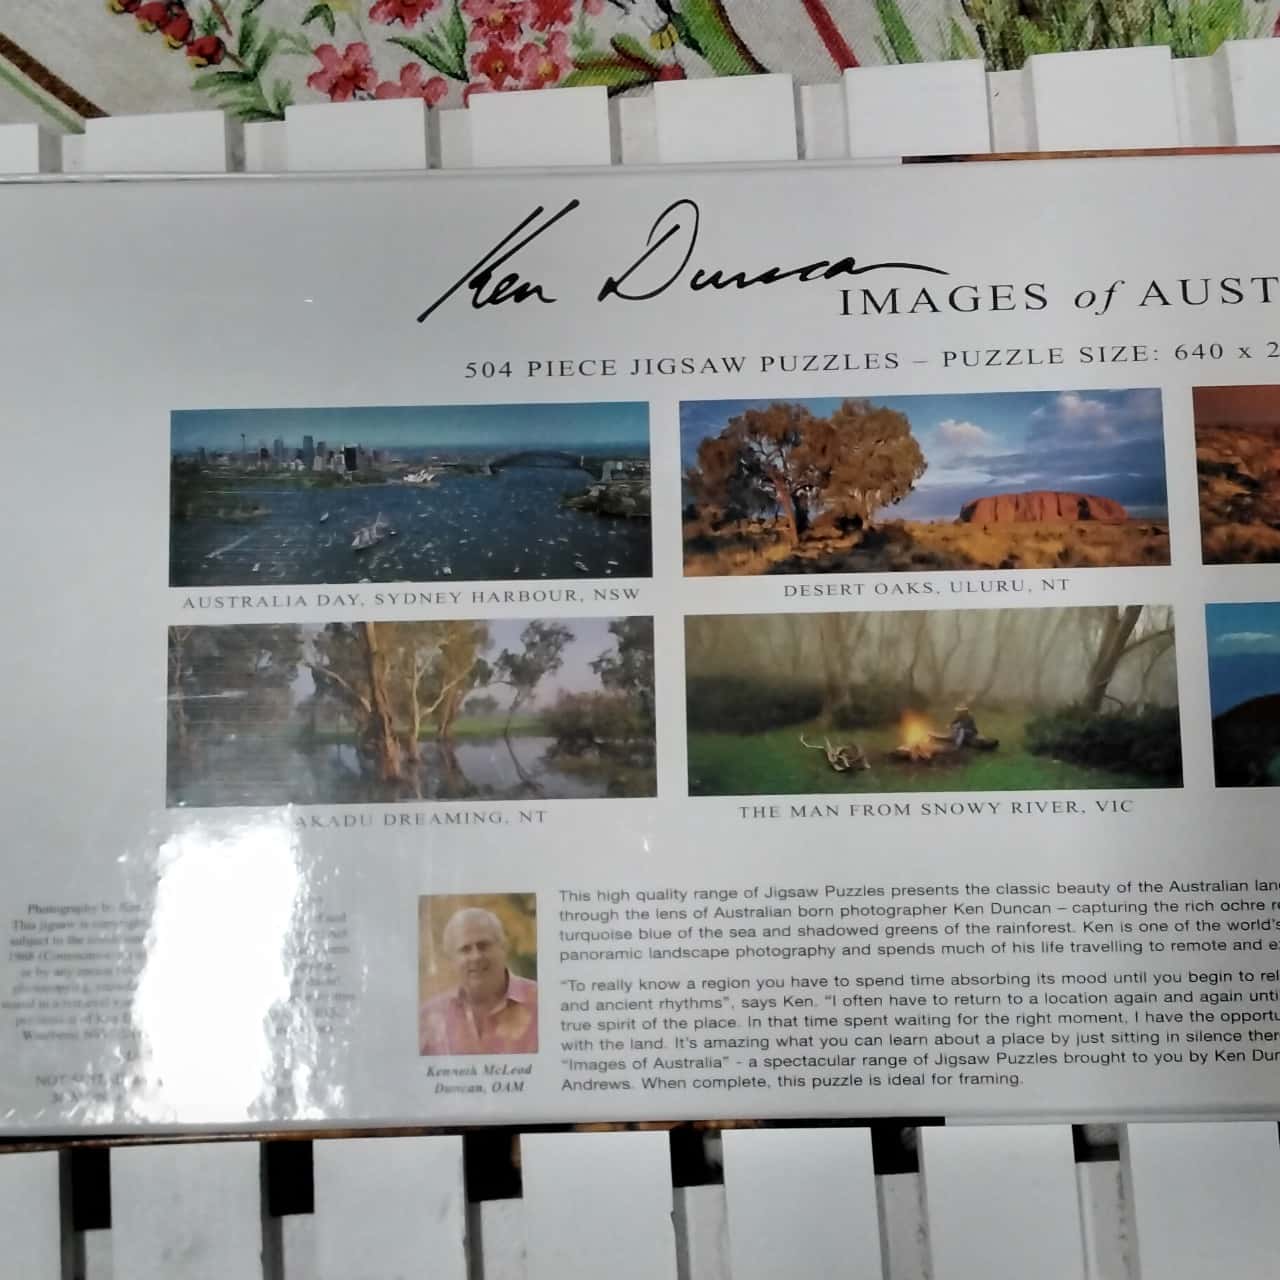 Ken Duncan
IMAGES of AUST
504 PIECE JIGSAW PUZZLES – PUZZLE SIZE: 640 x 2
AUSTRALIA DAY, SYDNEY HARBOUR, NSW
DESERT OAKS, ULURU, NT
AKADU DREAMING, NT
THE MAN FROM SNOWY RIVER, VIC
Photography by Ken
This jigsaw is copyright
Kenneth McLeod
Duncan, OAM
This high quality range of Jigsaw Puzzles presents the classic beauty of the Australian lan
through the lens of Australian born photographer Ken Duncan – capturing the rich ochre r
turquoise blue of the sea and shadowed greens of the rainforest. Ken is one of the world's
panoramic landscape photography and spends much of his life travelling to remote and e
“To really know a region you have to spend time absorbing its mood until you begin to rel
and ancient rhythms”, says Ken. “I often have to return to a location again and again unti
true spirit of the place. In that time spent waiting for the right moment, I have the opportu
with the land. It's amazing what you can learn about a place by just sitting in silence ther
“Images of Australia” - a spectacular range of Jigsaw Puzzles brought to you by Ken Dun
Andrews. When complete, this puzzle is ideal for framing.